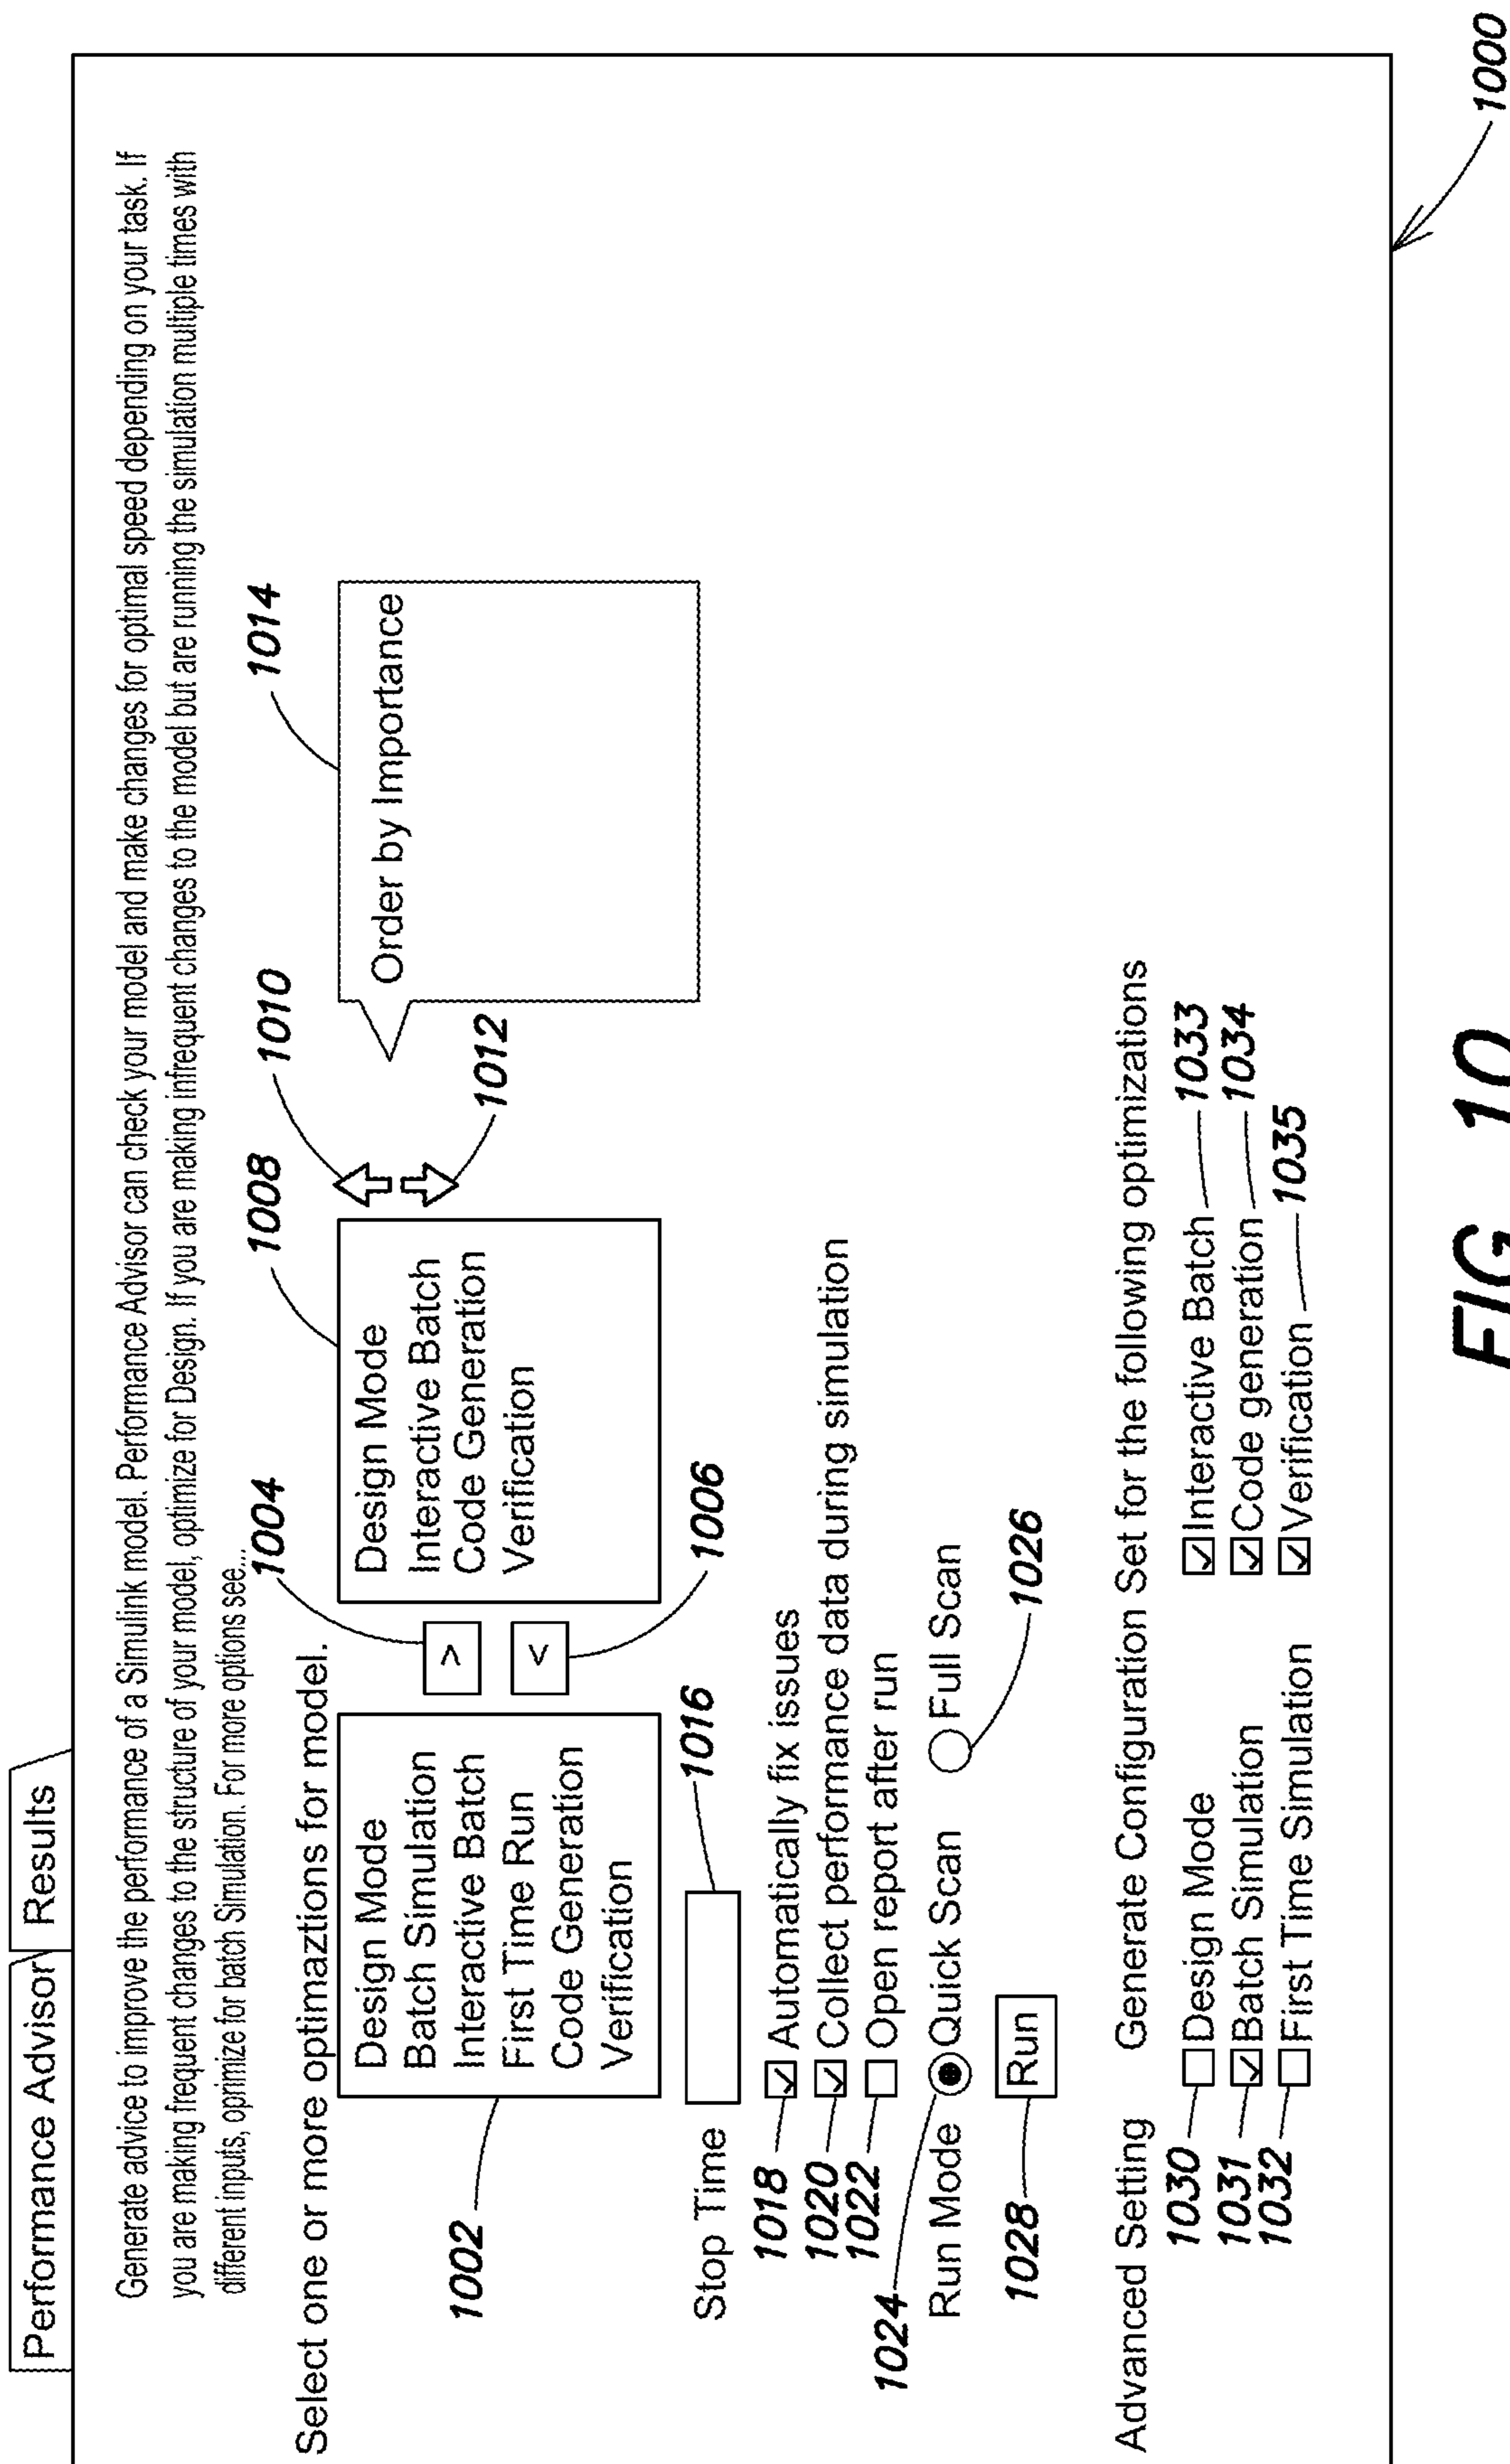 Performance Advisor
Results
Generate advice to improve the performance of a Simulink model. Performance Advisor can check your model and make changes for optimal speed depending on your task. If
you are making frequent changes to the structure of your model, optimize for Design. If you are making infrequent changes to the model but are running the simulation multiple times with
different inputs, opnimize for batch Simulation. For more options see...
Select one or more optimaztions for model.
1004
1008
1010
1014
Design Mode
Batch Simulation
Interactive Batch
First Time Run
Code Generation
Verification
>
<
Design Mode
Interactive Batch
Code Generation
Verification
Order by Importance
1012
1002
1006
1016
Stop Time
1018 Automatically fix issues
1020 Collect performance data during simulation
1022 Open report after run
1024
Run Mode Quick Scan Full Scan
1026
1028 Run
Advanced Setting Generate Configuration Set for the following optimizations
1030 Design Mode Interactive Batch 1033
1031 Batch Simulation Code generation 1034
1032 First Time Simulation Verification 1035
1000
FIG. 10